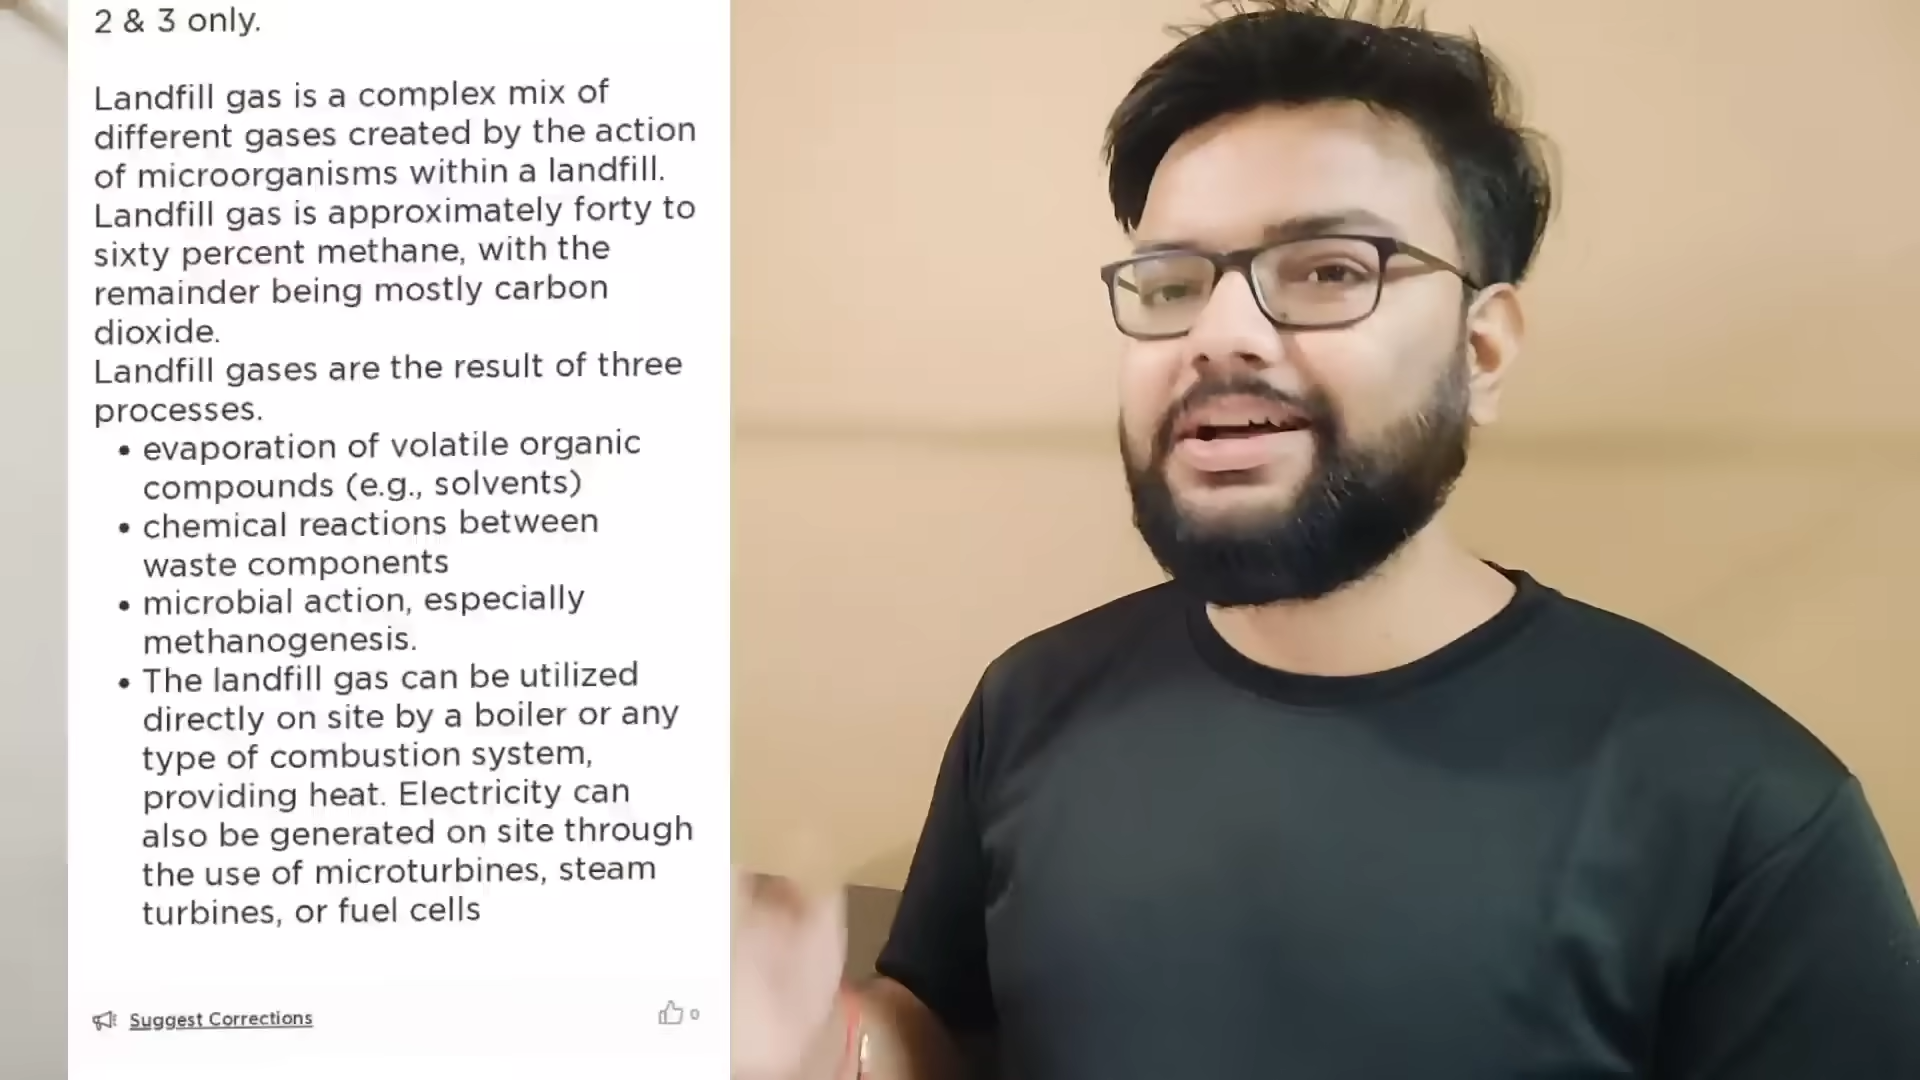 2 & 3 only.
Landfill gas is a complex mix of
different gases created by the action
of microorganisms within a landfill.
Landfill gas is approximately forty to
sixty percent methane, with the
remainder being mostly carbon
dioxide.
Landfill gases are the result of three
processes.
• evaporation of volatile organic
compounds (e.g., solvents)
• chemical reactions between
waste components
• microbial action, especially
methanogenesis.
• The landfill gas can be utilized
directly on site by a boiler or any
type of combustion system,
providing heat. Electricity can
also be generated on site through
the use of microturbines, steam
turbines, or fuel cells
Suggest Corrections
0